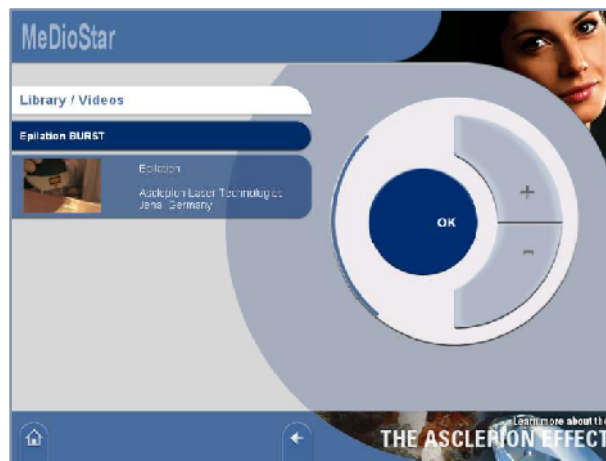 MeDioStar
Library / Videos
Epilation BURST
Epilation
Asclepion Laser Technologies
Jena, Germany
+
OK
-
Learn more about the
THE ASCLEPION EFFECT